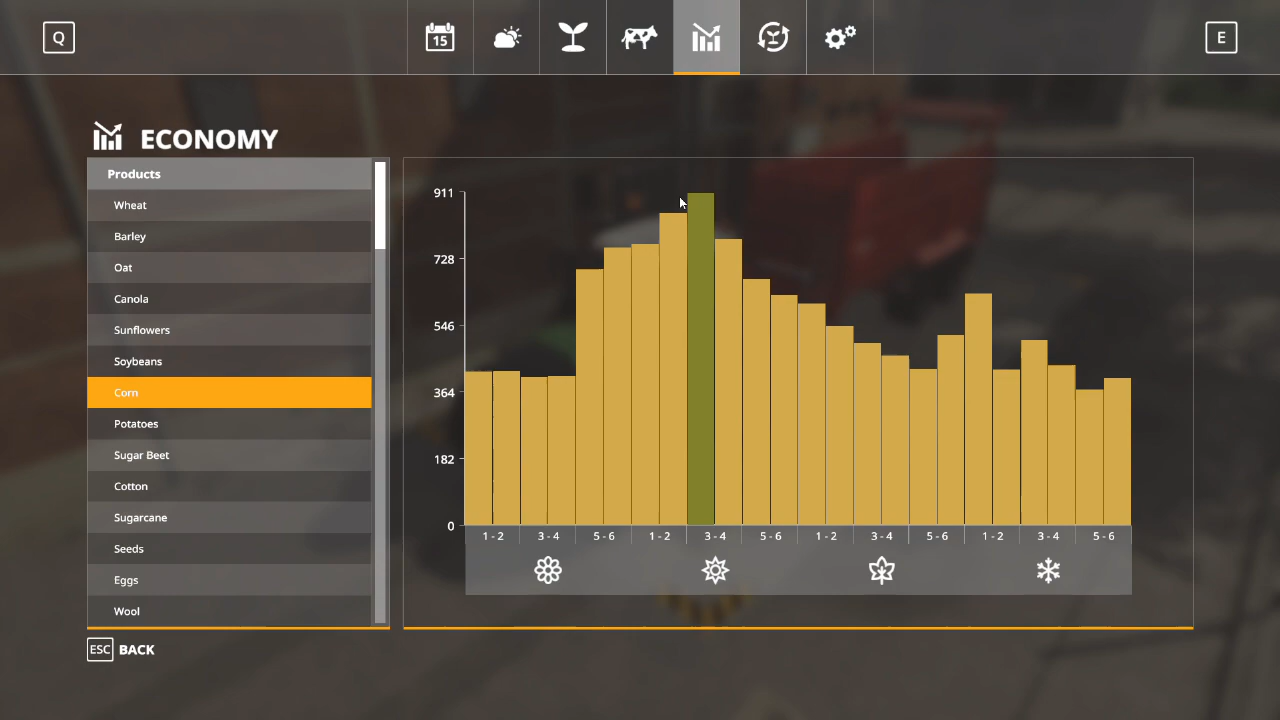 Q
15
E
ECONOMY
Products
Wheat
Barley
Oat
Canola
Sunflowers
Soybeans
Corn
Potatoes
Sugar Beet
Cotton
Sugarcane
Seeds
Eggs
Wool
911
728
546
364
182
0
1 - 2 3 - 4 5 - 6 1 - 2 3 - 4 5 - 6 1 - 2 3 - 4 5 - 6 1 - 2 3 - 4 5 - 6
ESC BACK